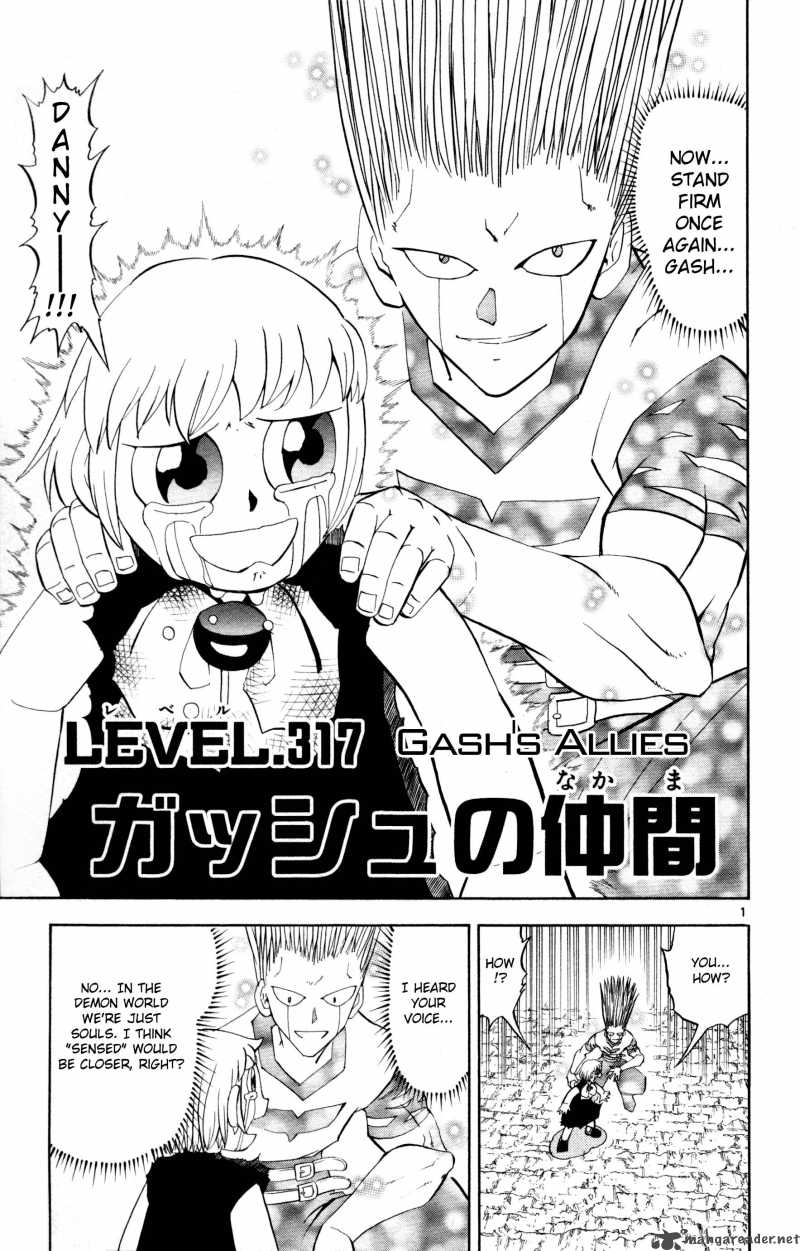 NOW...
STAND
FIRM
ONCE
AGAIN...
GASH...
DANNY—!!!
レベル
LEVEL.317 GASH'S ALLIES
なかま
ガッシュの仲間
1
YOU...
HOW?
HOW
!?
I HEARD
YOUR
VOICE...
NO... IN THE
DEMON WORLD
WE'RE JUST
SOULS. I THINK
"SENSED" WOULD
BE CLOSER, RIGHT?
mangareader.net